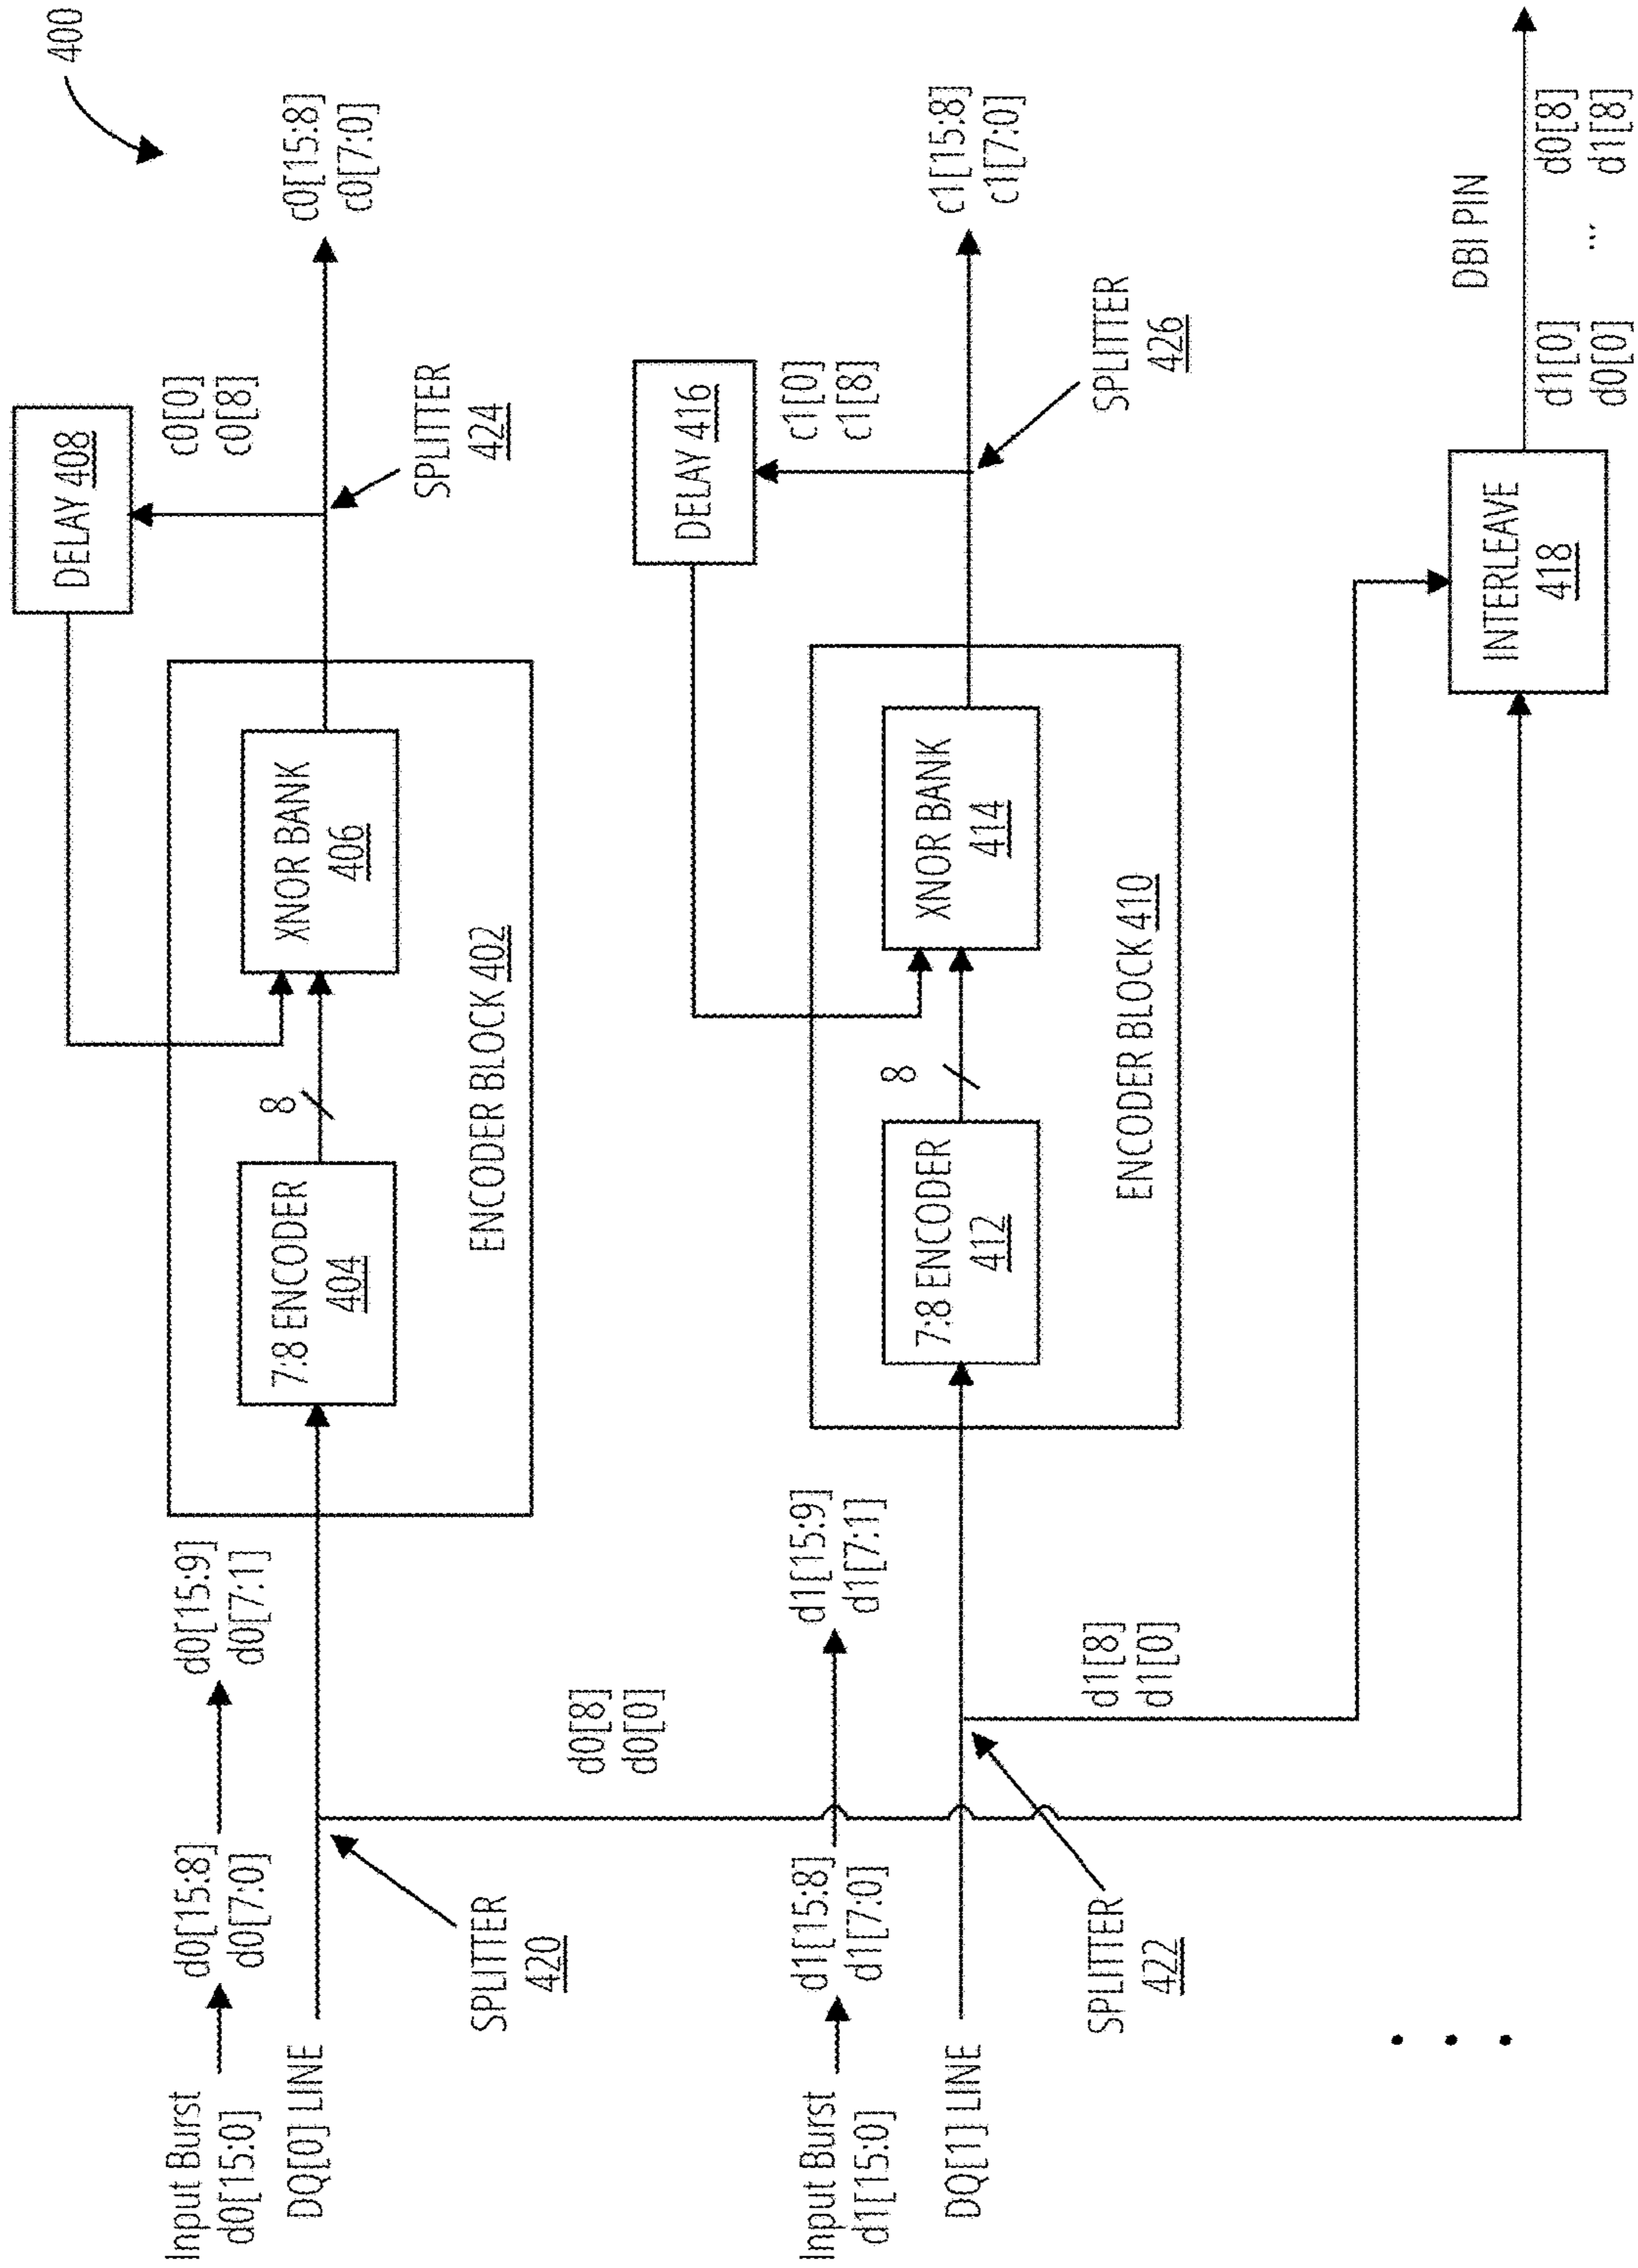 400
Input Burst
d0[15:0]
d0[15:8]
d0[7:0]
d0[15:9]
d0[7:1]
DQ[0] LINE
SPLITTER
420
d0[8]
d0[0]
7:8 ENCODER
404
8
XNOR BANK
406
ENCODER BLOCK 402
DELAY 408
c0[0]
c0[8]
SPLITTER
424
c0[15:8]
c0[7:0]
Input Burst
d1[15:0]
d1[15:8]
d1[7:0]
d1[15:9]
d1[7:1]
DQ[1] LINE
SPLITTER
422
d1[8]
d1[0]
7:8 ENCODER
412
8
XNOR BANK
414
ENCODER BLOCK 410
DELAY 416
c1[0]
c1[8]
SPLITTER
426
c1[15:8]
c1[7:0]
INTERLEAVE
418
DBI PIN
d1[0] ... d0[8]
d0[0] d1[8]